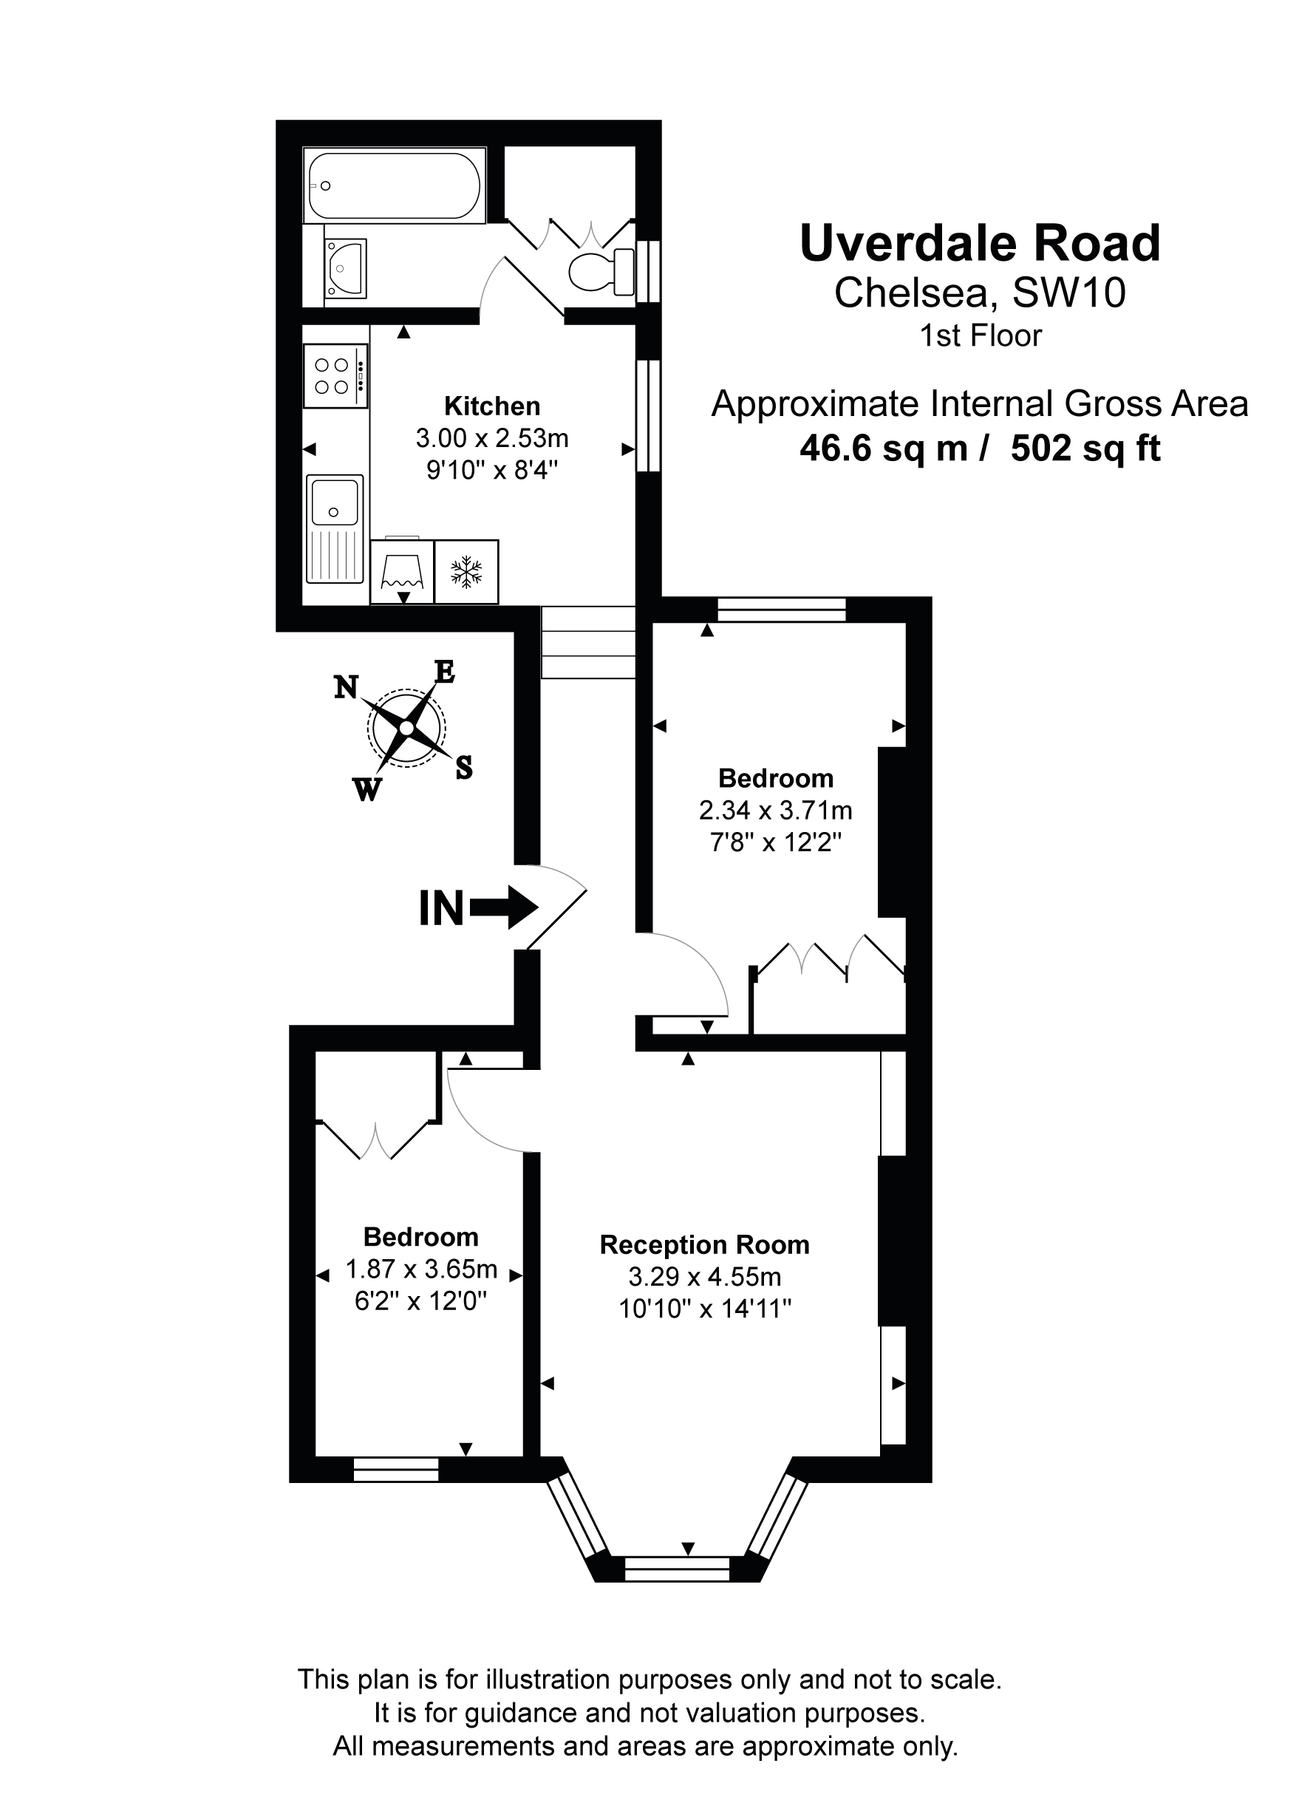 Uverdale Road
Chelsea, SW10
1st Floor
Approximate Internal Gross Area
46.6 sq m /  502 sq ft
Kitchen
3.00 x 2.53m
9'10" x 8'4"
N
E
W
S
Bedroom
2.34 x 3.71m
7'8" x 12'2"
IN
Bedroom
1.87 x 3.65m
6'2" x 12'0"
Reception Room
3.29 x 4.55m
10'10" x 14'11"
This plan is for illustration purposes only and not to scale.
It is for guidance and not valuation purposes.
All measurements and areas are approximate only.